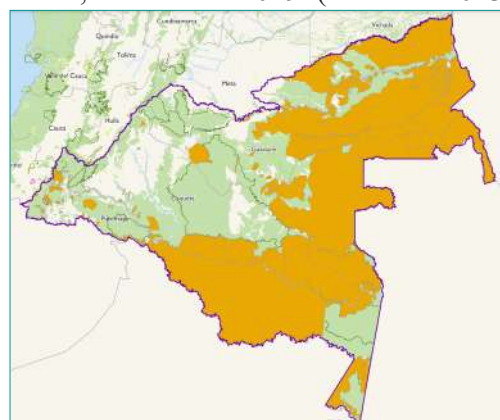 Cundinamarca
Vichada
Quindío
Tolima
Valle del Cauca
Meta
Huila
Cauca
Guaviare
Caquetá
Putumayo